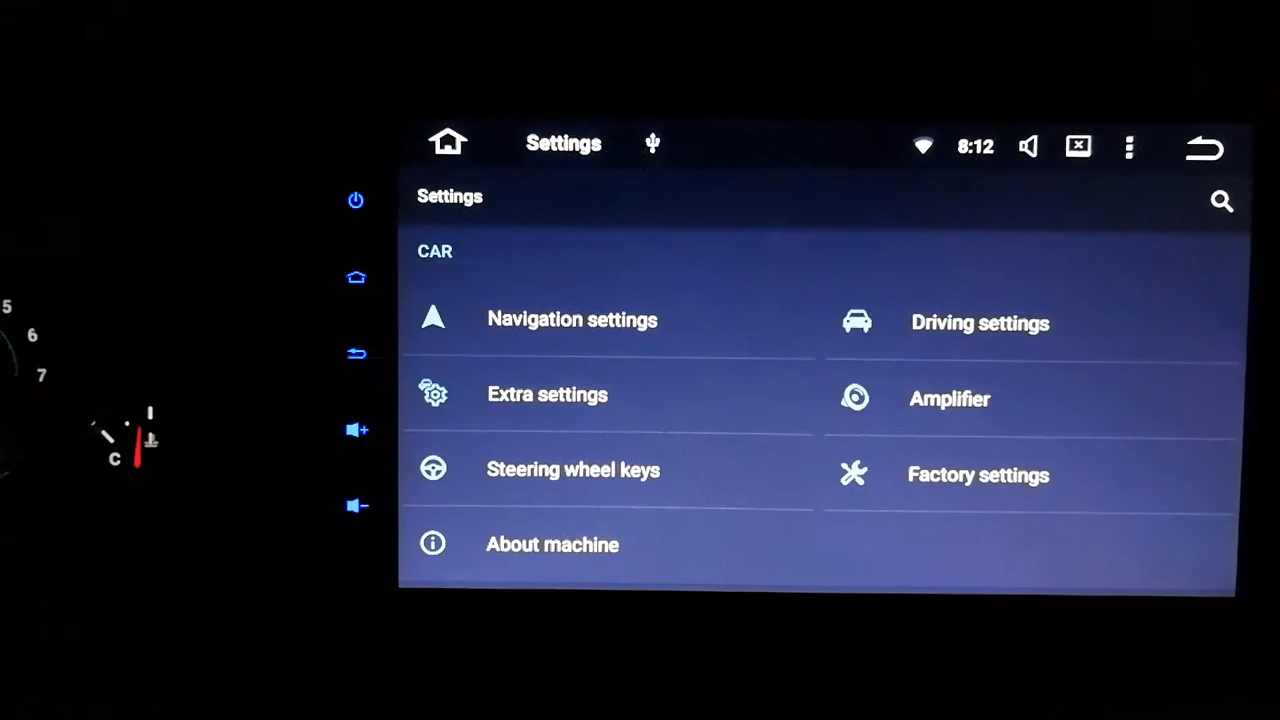 Settings
8:12
Settings
CAR
Navigation settings
Driving settings
Extra settings
Amplifier
Steering wheel keys
Factory settings
About machine
5
6
7
C